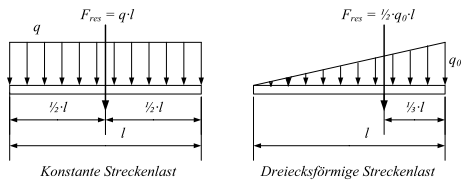 F_res = q·l
q
½·l
½·l
l
Konstante Streckenlast
F_res = ½·q₀·l
q₀
⅓·l
l
Dreiecksförmige Streckenlast